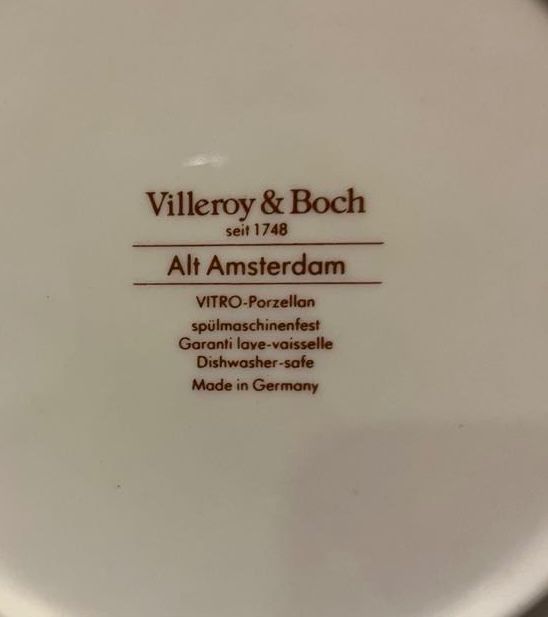 Villeroy & Boch
seit 1748
Alt Amsterdam
VITRO-Porzellan
spülmaschinenfest
Garanti lave-vaisselle
Dishwasher-safe
Made in Germany